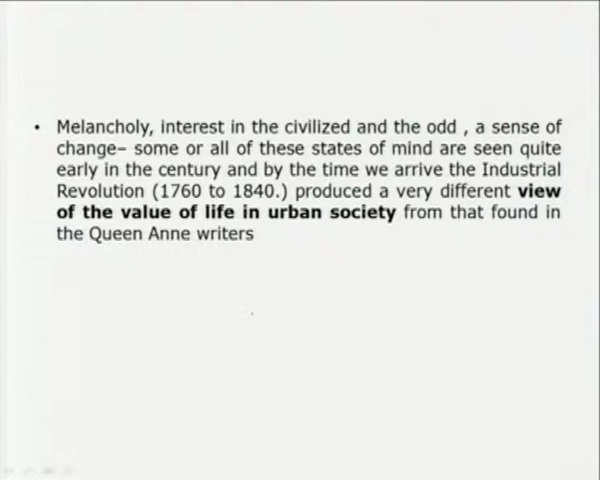 • Melancholy, interest in the civilized and the odd , a sense of
change– some or all of these states of mind are seen quite
early in the century and by the time we arrive the Industrial
Revolution (1760 to 1840.) produced a very different view
of the value of life in urban society from that found in
the Queen Anne writers